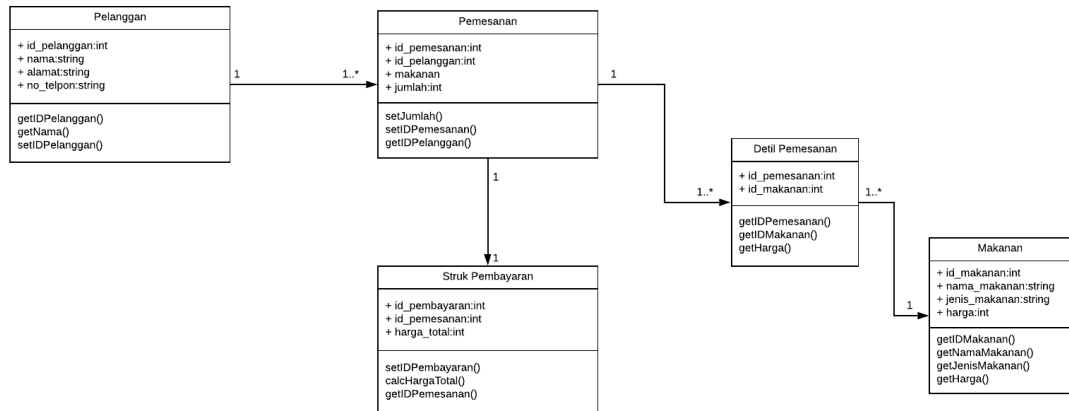 Pelanggan
+ id_pelanggan:int
+ nama:string
+ alamat:string
+ no_telpon:string
getIDPelanggan()
getNama()
setIDPelanggan()
1
1..*
Pemesanan
+ id_pemesanan:int
+ id_pelanggan:int
+ makanan
+ jumlah:int
setJumlah()
setIDPemesanan()
getIDPelanggan()
1
1..*
1
1
Detil Pemesanan
+ id_pemesanan:int
+ id_makanan:int
getIDPemesanan()
getIDMakanan()
getHarga()
1..*
1
Struk Pembayaran
+ id_pembayaran:int
+ id_pemesanan:int
+ harga_total:int
setIDPembayaran()
calcHargaTotal()
getIDPemesanan()
Makanan
+ id_makanan:int
+ nama_makanan:string
+ jenis_makanan:string
+ harga:int
getIDMakanan()
getNamaMakanan()
getJenisMakanan()
getHarga()